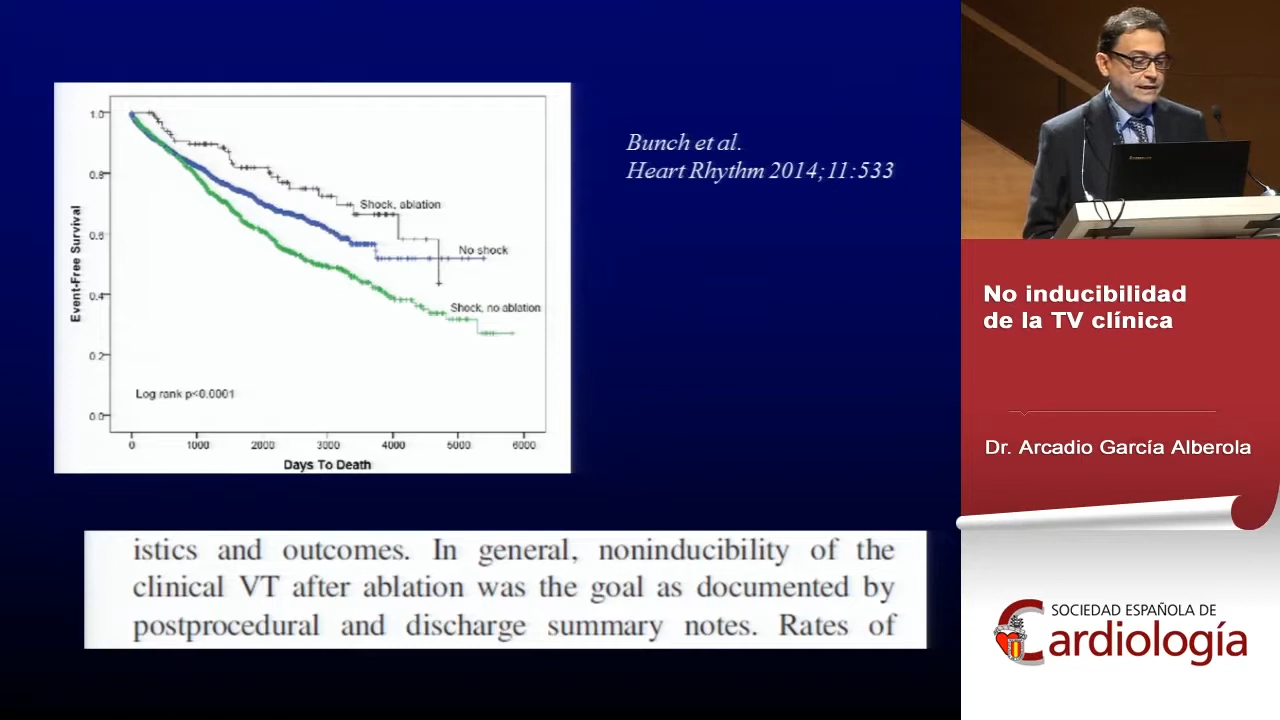 Bunch et al.
Heart Rhythm 2014;11:533
1.0
0.8
0.6
0.4
0.2
0.0
Event-Free Survival
Shock, ablation
No shock
Shock, no ablation
Log rank p<0.0001
0 1000 2000 3000 4000 5000 6000
Days To Death
istics and outcomes. In general, noninducibility of the
clinical VT after ablation was the goal as documented by
postprocedural and discharge summary notes. Rates of
No inducibilidad
de la TV clínica
Dr. Arcadio García Alberola
SOCIEDAD ESPAÑOLA DE
Cardiología